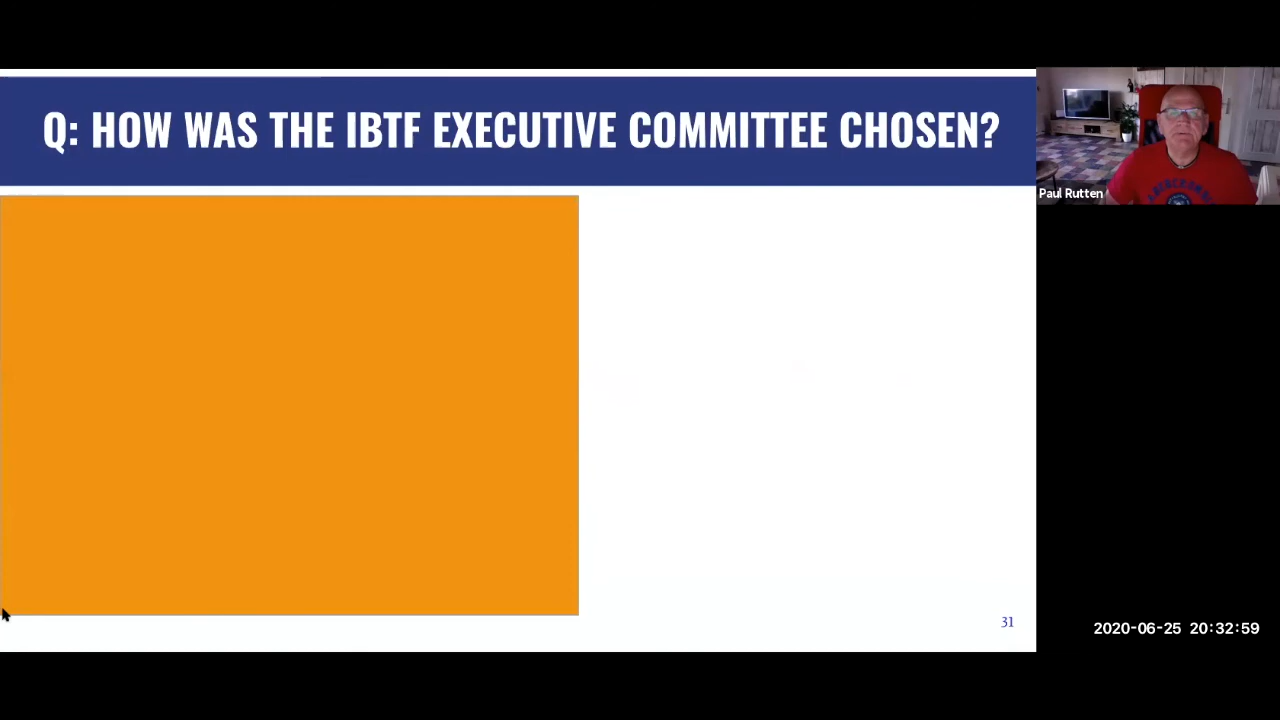 Q: HOW WAS THE IBTF EXECUTIVE COMMITTEE CHOSEN?
Paul Rutten
31
2020-06-25 20:32:59